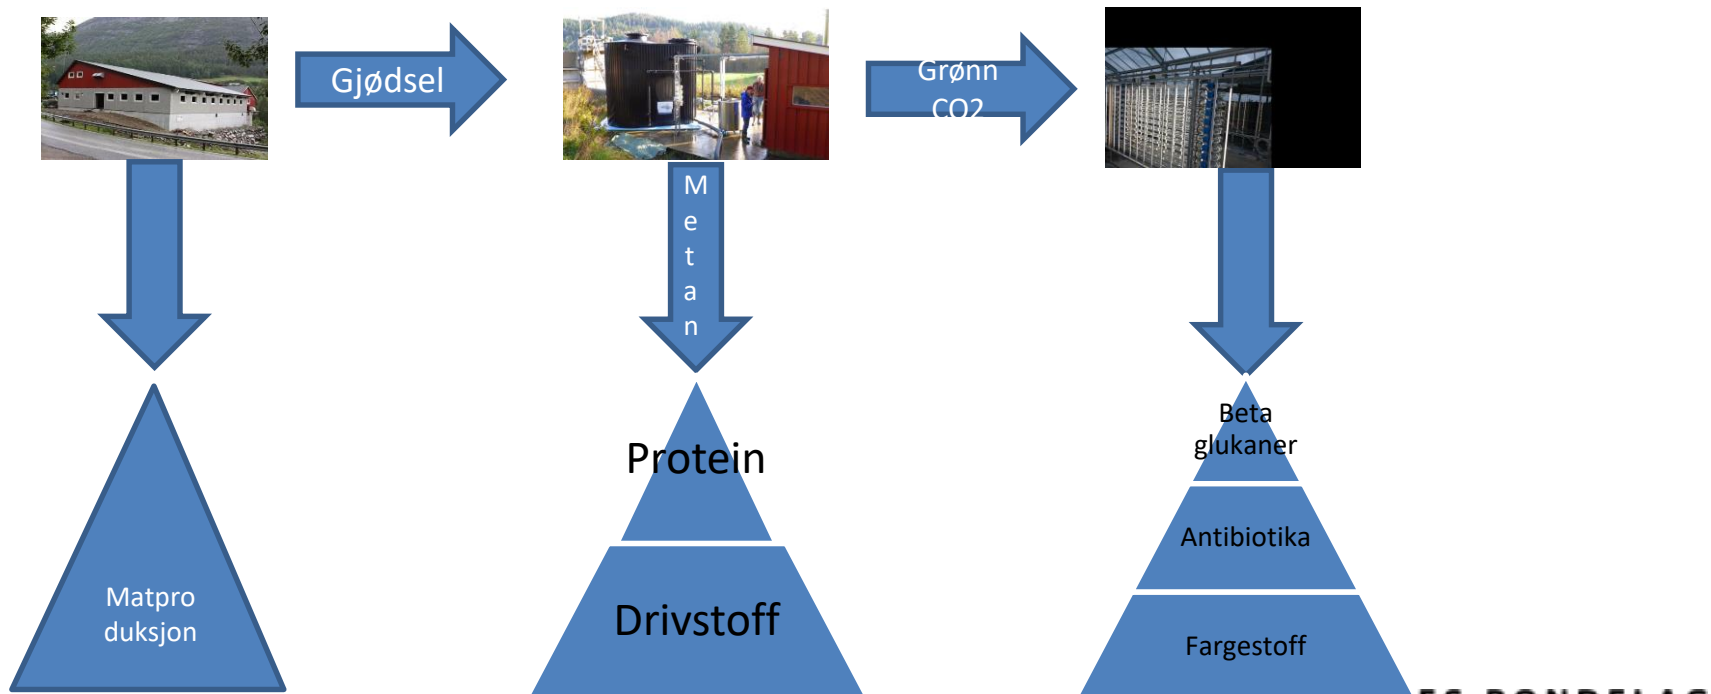 Gjødsel
Grønn
CO2
M
e
t
a
n
Matpro
duksjon
Protein
Drivstoff
Beta
glukaner
Antibiotika
Fargestoff